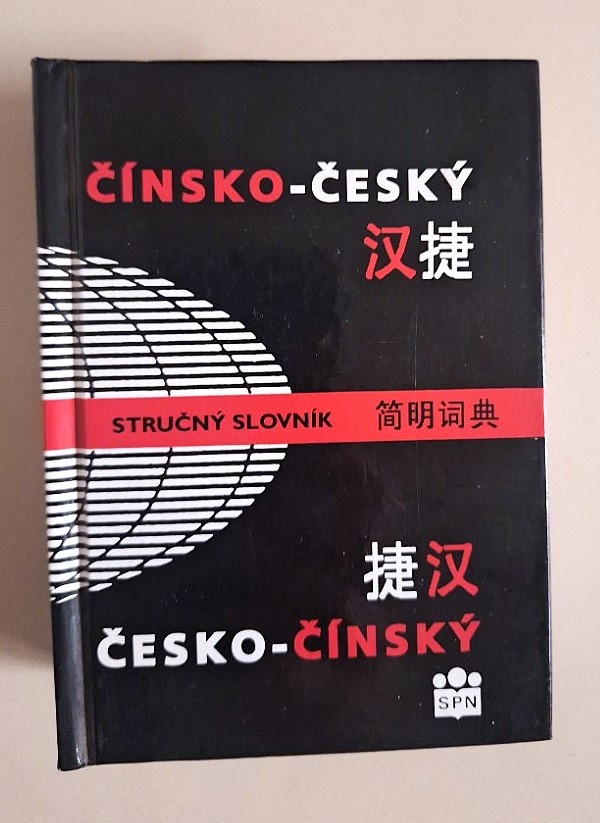 ČÍNSKO-ČESKÝ
汉捷
STRUČNÝ SLOVNÍK 简明词典
捷汉
ČESKO-ČÍNSKÝ
SPN